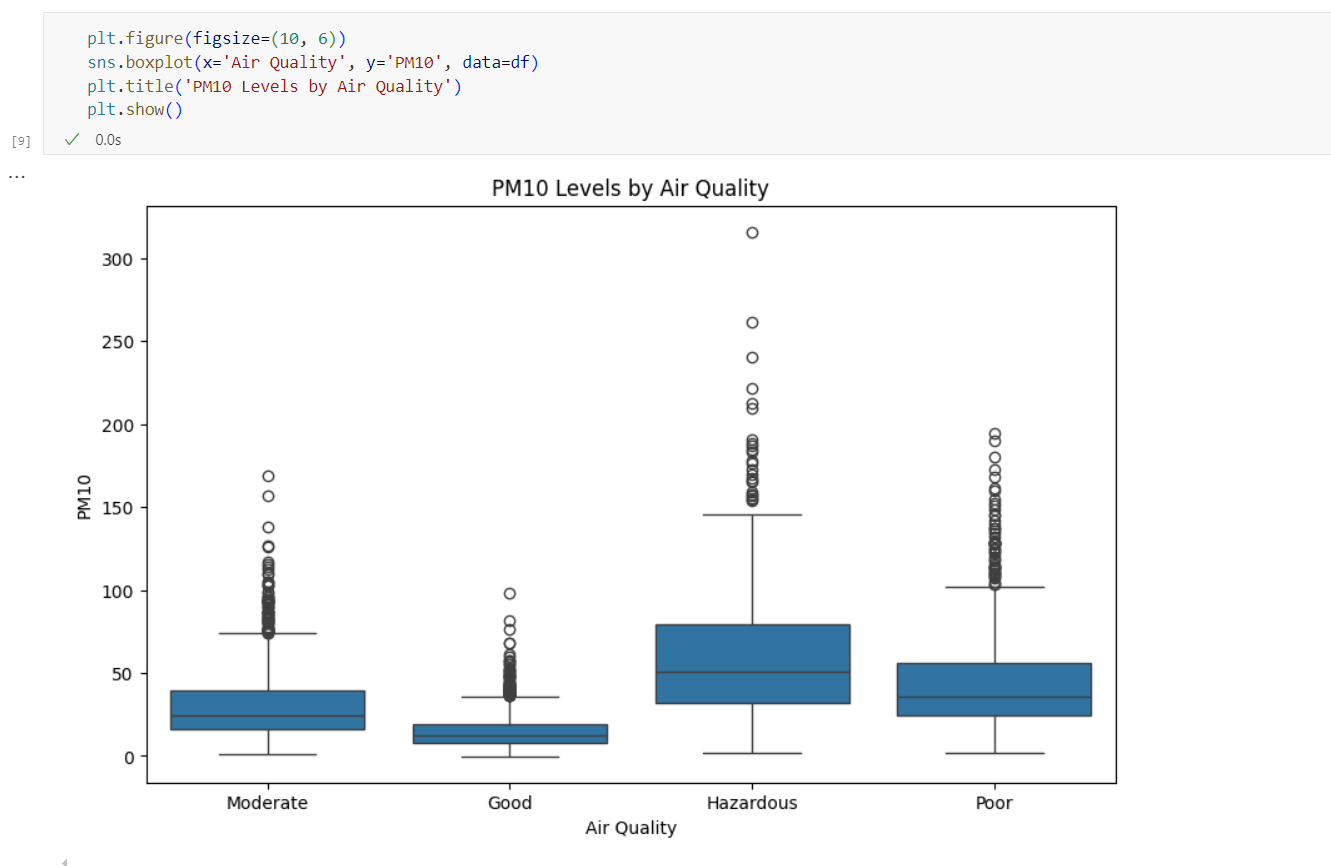 plt.figure(figsize=(10, 6))
sns.boxplot(x='Air Quality', y='PM10', data=df)
plt.title('PM10 Levels by Air Quality')
plt.show()
[9]
0.0s
...
PM10 Levels by Air Quality
300
250
200
150
100
50
0
PM10
Moderate Good Hazardous Poor
Air Quality